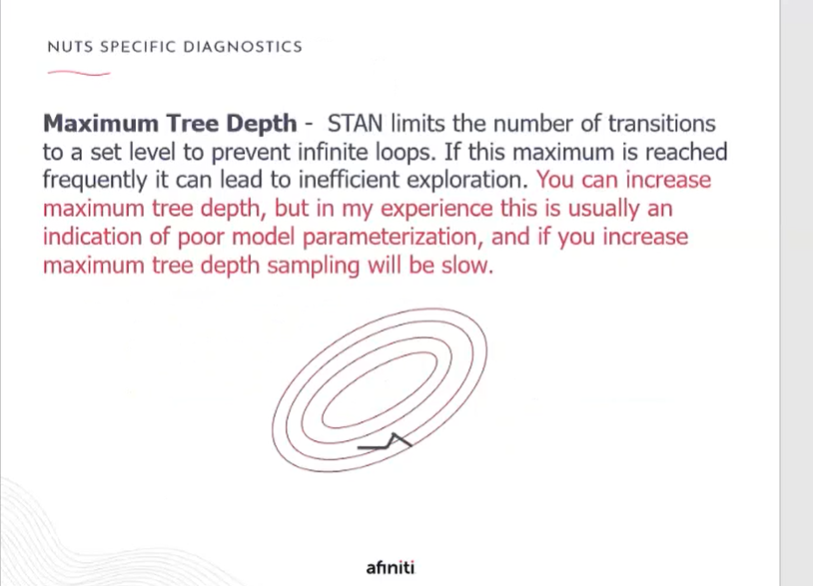 NUTS SPECIFIC DIAGNOSTICS
Maximum Tree Depth - STAN limits the number of transitions
to a set level to prevent infinite loops. If this maximum is reached
frequently it can lead to inefficient exploration. You can increase
maximum tree depth, but in my experience this is usually an
indication of poor model parameterization, and if you increase
maximum tree depth sampling will be slow.
afiniti